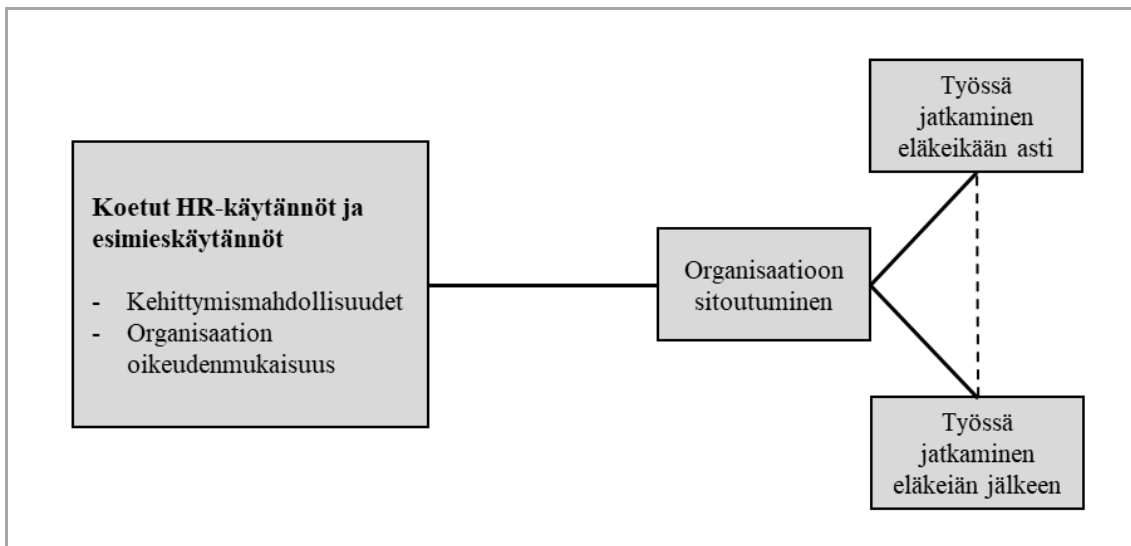 Koetut HR-käytännöt ja
esimieskäytännöt
- Kehittymismahdollisuudet
- Organisaation
oikeudenmukaisuus
Organisaatioon
sitoutuminen
Työssä
jatkaminen
eläkeikään asti
Työssä
jatkaminen
eläkeiän jälkeen